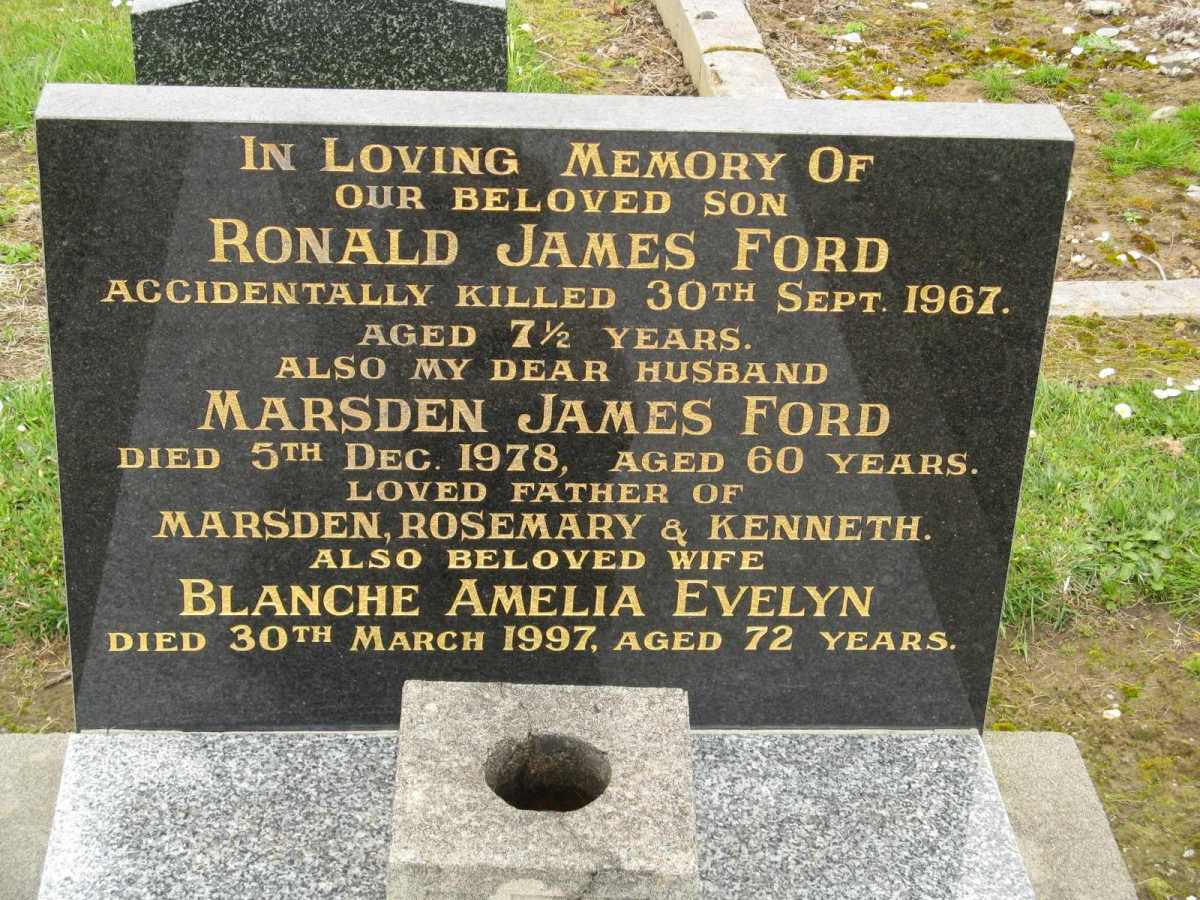 IN LOVING MEMORY OF
OUR BELOVED SON
RONALD JAMES FORD
ACCIDENTALLY KILLED 30TH SEPT. 1967.
AGED 7½ YEARS.
ALSO MY DEAR HUSBAND
MARSDEN JAMES FORD
DIED 5TH DEC. 1978, AGED 60 YEARS.
LOVED FATHER OF
MARSDEN, ROSEMARY & KENNETH.
ALSO BELOVED WIFE
BLANCHE AMELIA EVELYN
DIED 30TH MARCH 1997, AGED 72 YEARS.